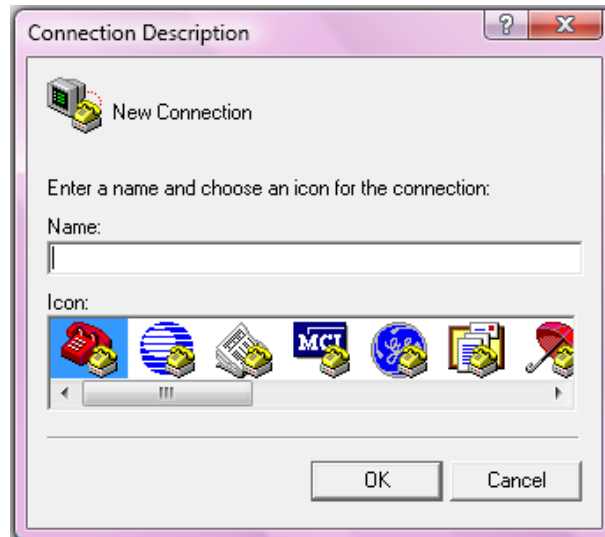 Connection Description
New Connection
Enter a name and choose an icon for the connection:
Name:
Icon:
MCI
OK
Cancel